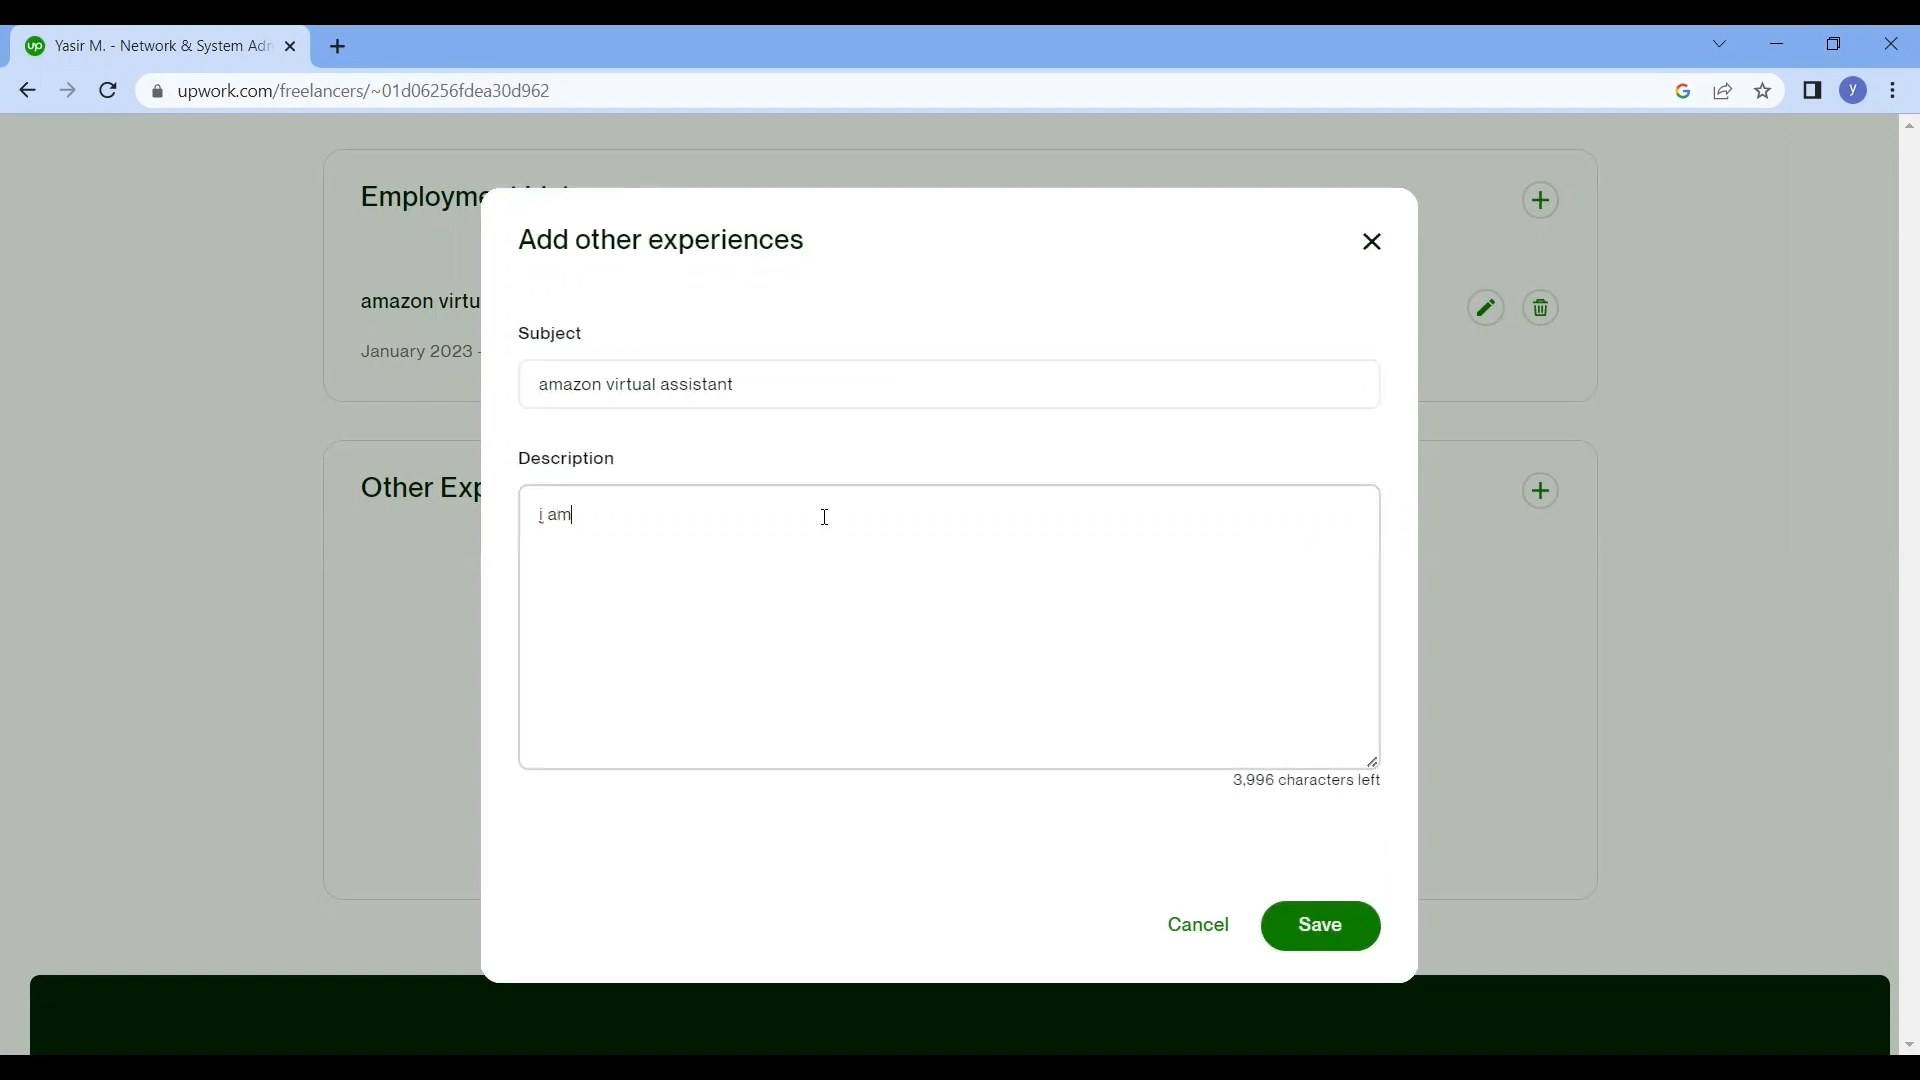 up Yasir M. - Network & System Adr
upwork.com/freelancers/~01d06256fdea30d962
G
y
Employme
Add other experiences
amazon virtu
Subject
January 2023 -
amazon virtual assistant
Description
Other Exp
i am
3,996 characters left
Cancel
Save